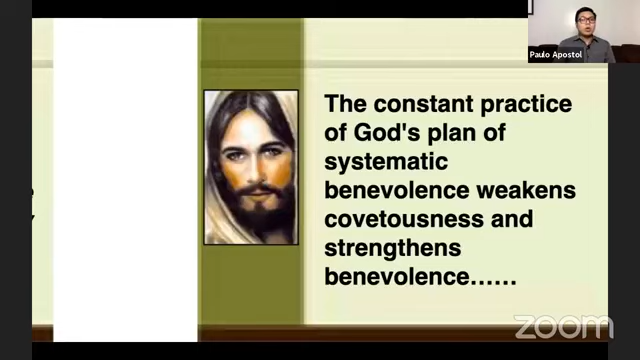 Paulo Apostol
The constant practice
of God's plan of
systematic
benevolence weakens
covetousness and
strengthens
benevolence......
zoom